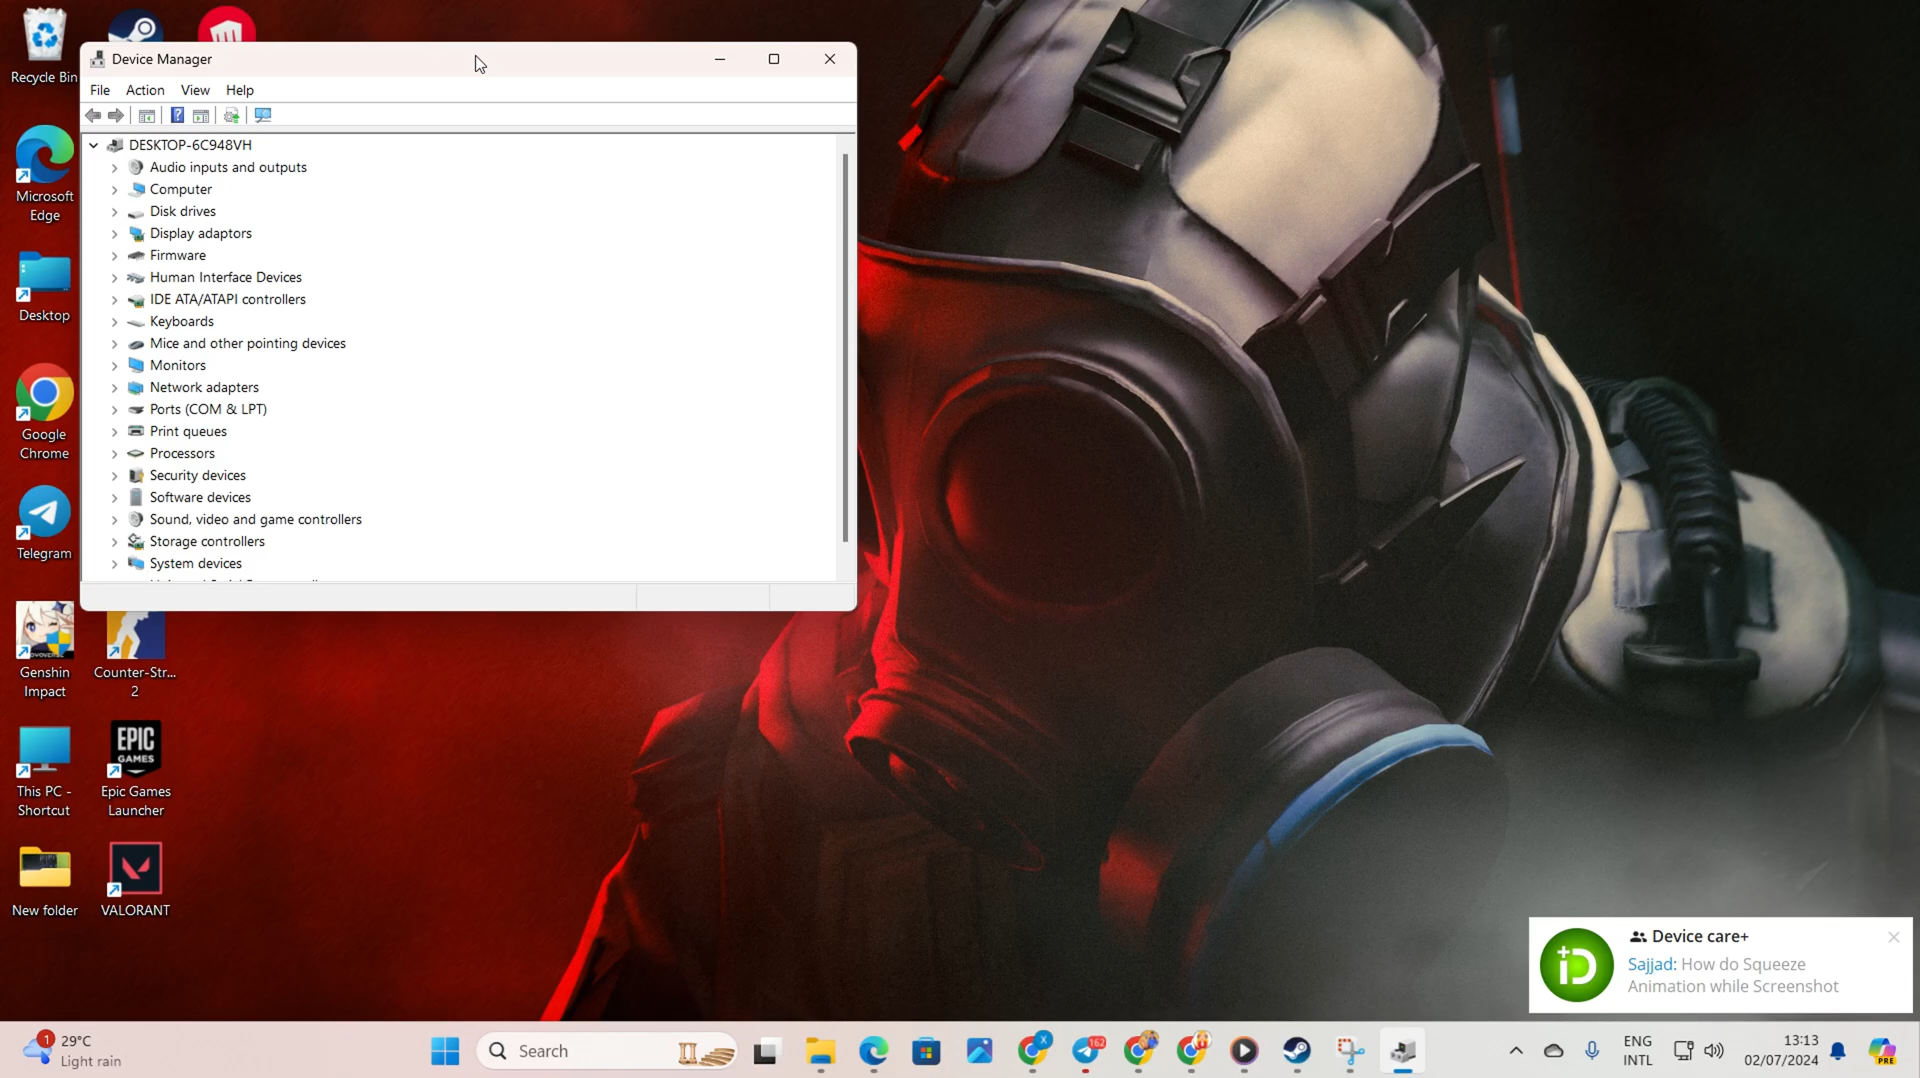 Recycle Bin
Microsoft
Edge
Desktop
Google
Chrome
Telegram
Genshin
Impact
This PC -
Shortcut
New folder
Counter-Str...
2
EPIC
GAMES
Epic Games
Launcher
VALORANT
Device Manager
File Action View Help
DESKTOP-6C948VH
Audio inputs and outputs
Computer
Disk drives
Display adaptors
Firmware
Human Interface Devices
IDE ATA/ATAPI controllers
Keyboards
Mice and other pointing devices
Monitors
Network adapters
Ports (COM & LPT)
Print queues
Processors
Security devices
Software devices
Sound, video and game controllers
Storage controllers
System devices
Device care+
Sajjad: How do Squeeze
Animation while Screenshot
1
29°C
Light rain
Search
X
162
ENG
INTL
13:13
02/07/2024
PRE